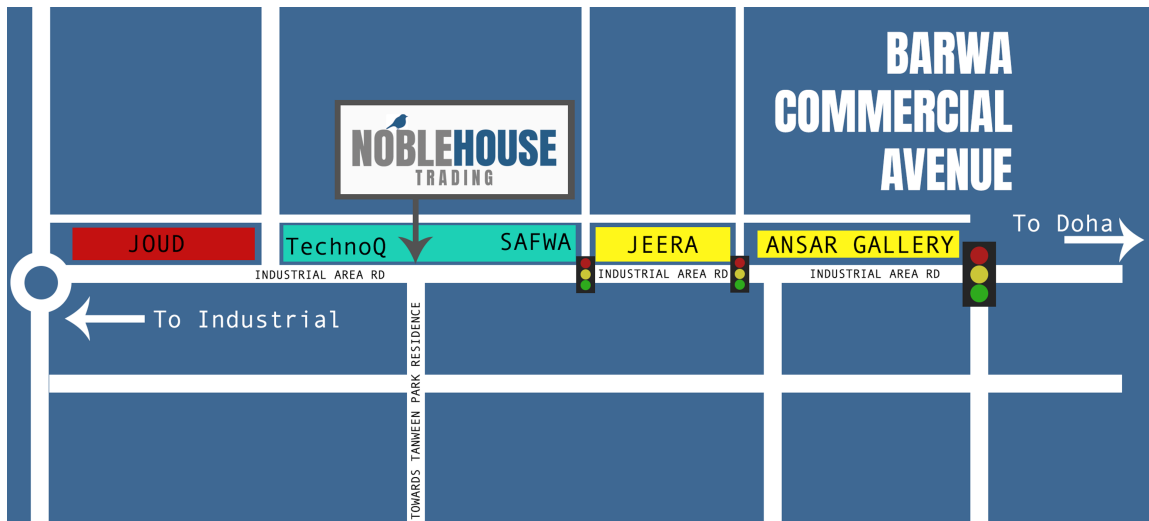 BARWA
COMMERCIAL
AVENUE
NOBLEHOUSE
TRADING
To Doha
JOUD
TechnoQ
SAFWA
JEERA
ANSAR GALLERY
INDUSTRIAL AREA RD
INDUSTRIAL AREA RD
INDUSTRIAL AREA RD
To Industrial
TOWARDS TANWEEN PARK RESIDENCE